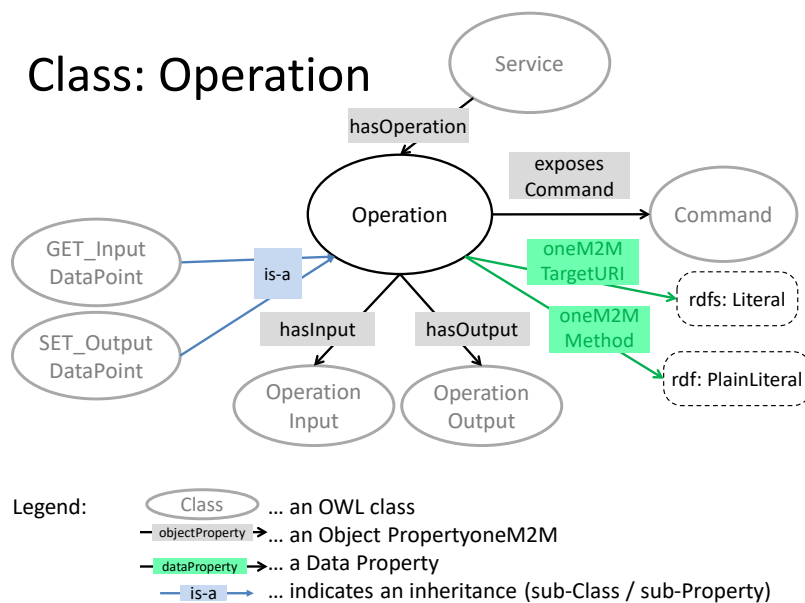 Class: Operation
Service
hasOperation
exposes
Command
Operation
Command
GET_Input
DataPoint
is-a
oneM2M
TargetURI
rdfs: Literal
SET_Output
DataPoint
hasInput
hasOutput
oneM2M
Method
rdf: PlainLiteral
Operation
Input
Operation
Output
Legend:
Class
... an OWL class
objectProperty
... an Object PropertyoneM2M
dataProperty
... a Data Property
is-a
... indicates an inheritance (sub-Class / sub-Property)